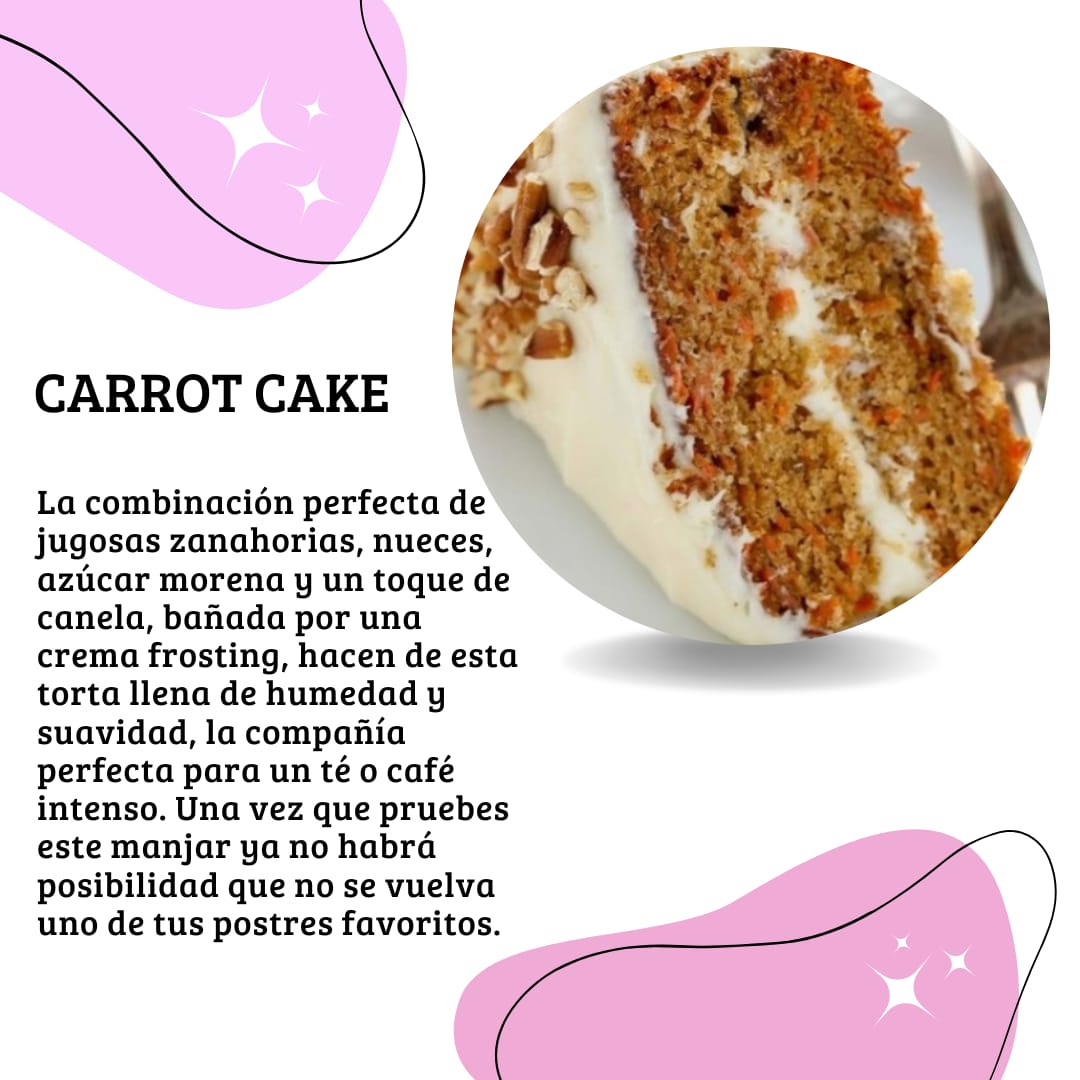 CARROT CAKE
La combinación perfecta de
jugosas zanahorias, nueces,
azúcar morena y un toque de
canela, bañada por una
crema frosting, hacen de esta
torta llena de humedad y
suavidad, la compañía
perfecta para un té o café
intenso. Una vez que pruebes
este manjar ya no habrá
posibilidad que no se vuelva
uno de tus postres favoritos.